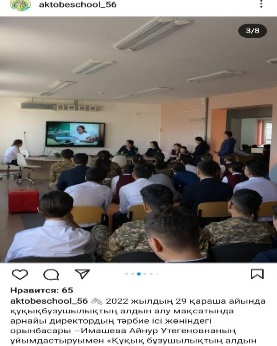 aktobeschool_56
3/8
Нравится: 65
aktobeschool_56 2022 жылдың 29 қараша айында
құқықбұзушылықтың алдын алу мақсатында
арнайы директордың тәрбие ісі жөніндегі
орынбасары –Имашева Айнур Утегеновнаның
ұйымдастыруымен «Құқық бұзушылықтың алдын